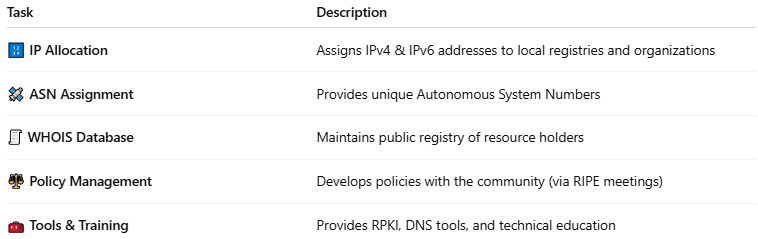 Task Description
IP Allocation Assigns IPv4 & IPv6 addresses to local registries and organizations
ASN Assignment Provides unique Autonomous System Numbers
WHOIS Database Maintains public registry of resource holders
Policy Management Develops policies with the community (via RIPE meetings)
Tools & Training Provides RPKI, DNS tools, and technical education